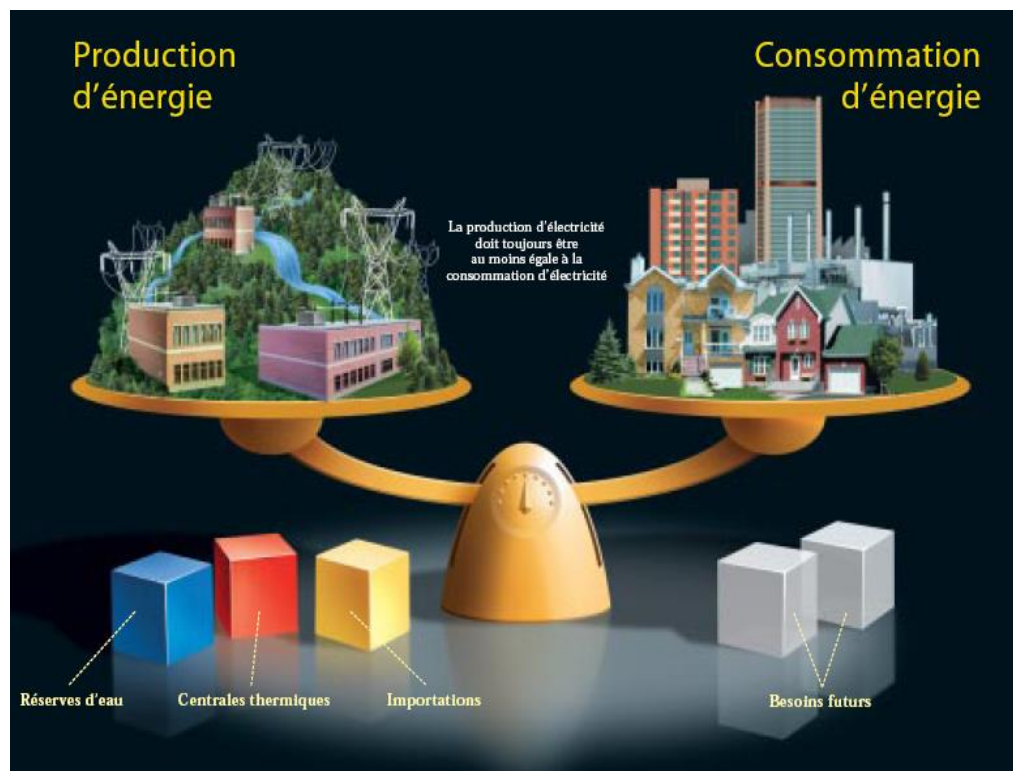 Production
d’énergie
Consommation
d’énergie
La production d’électricité
doit toujours être
au moins égale à la
consommation d’électricité
Réserves d’eau
Centrales thermiques
Importations
Besoins futurs